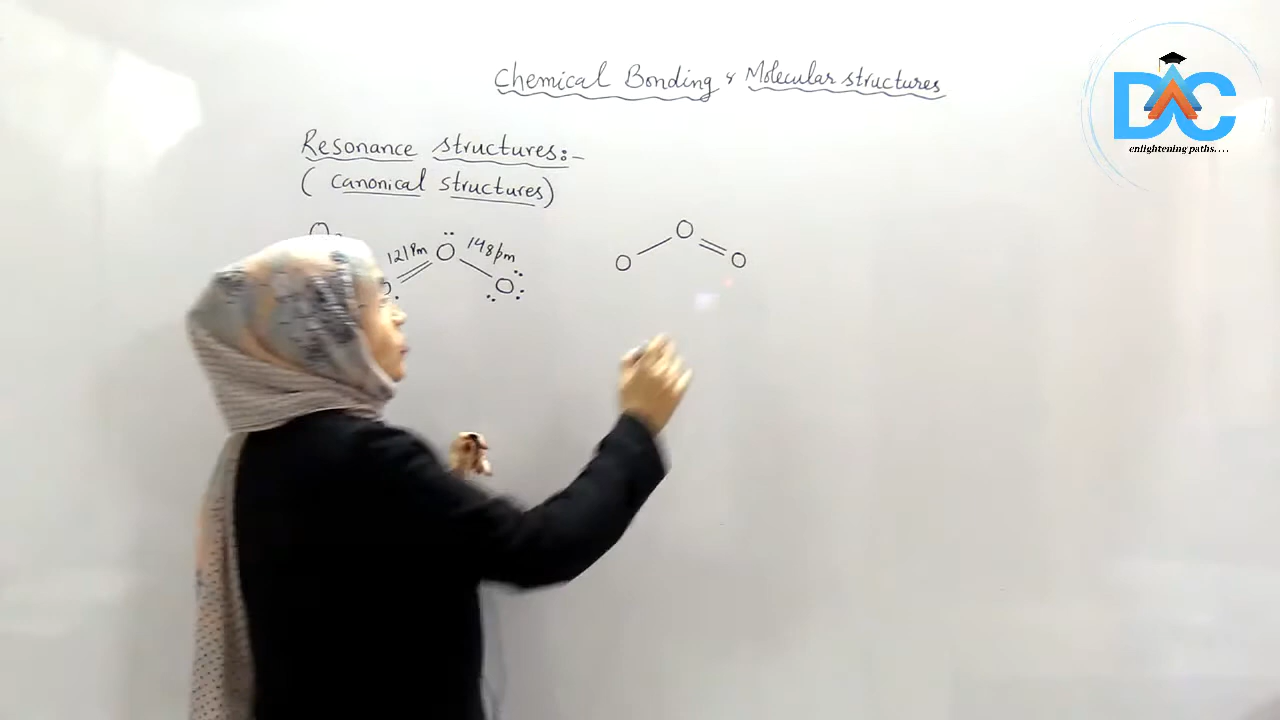 Chemical Bonding & Molecular structures
DAC
enlightening paths....
Resonance structures:-
( Canonical structures)
O
121pm O 148pm
O
O
O
O